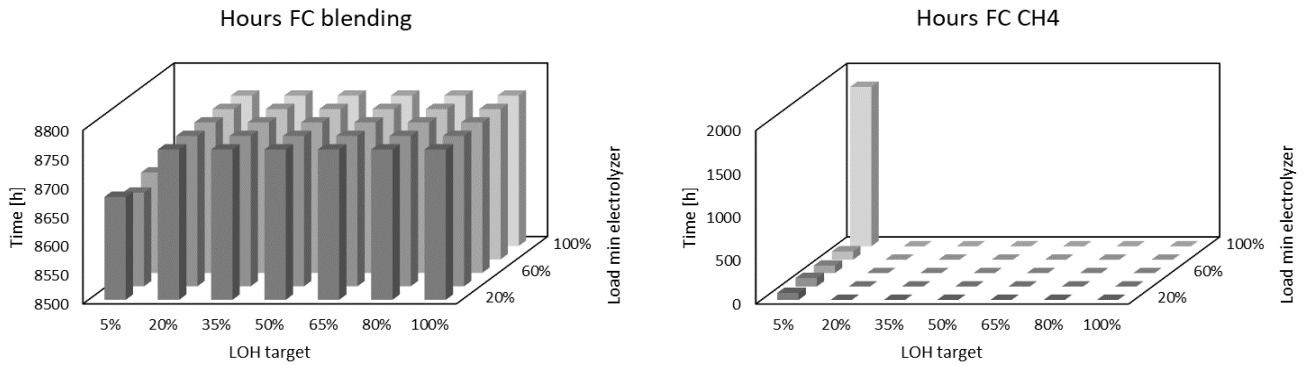 Hours FC blending
8800
8750
8700
8650
8600
8550
8500
Time [h]
5% 20% 35% 50% 65% 80% 100%
LOH target
20%
60%
100%
Load min electrolyzer
Hours FC CH4
2000
1500
1000
500
0
Time [h]
5% 20% 35% 50% 65% 80% 100%
LOH target
20%
60%
100%
Load min electrolyzer